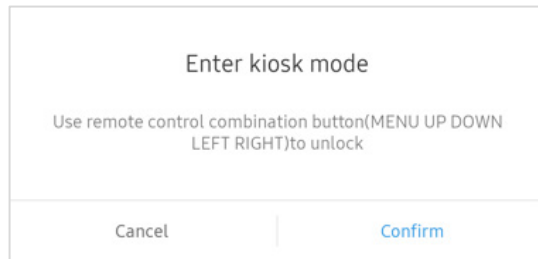 Enter kiosk mode
Use remote control combination button(MENU UP DOWN
LEFT RIGHT)to unlock
Cancel
Confirm